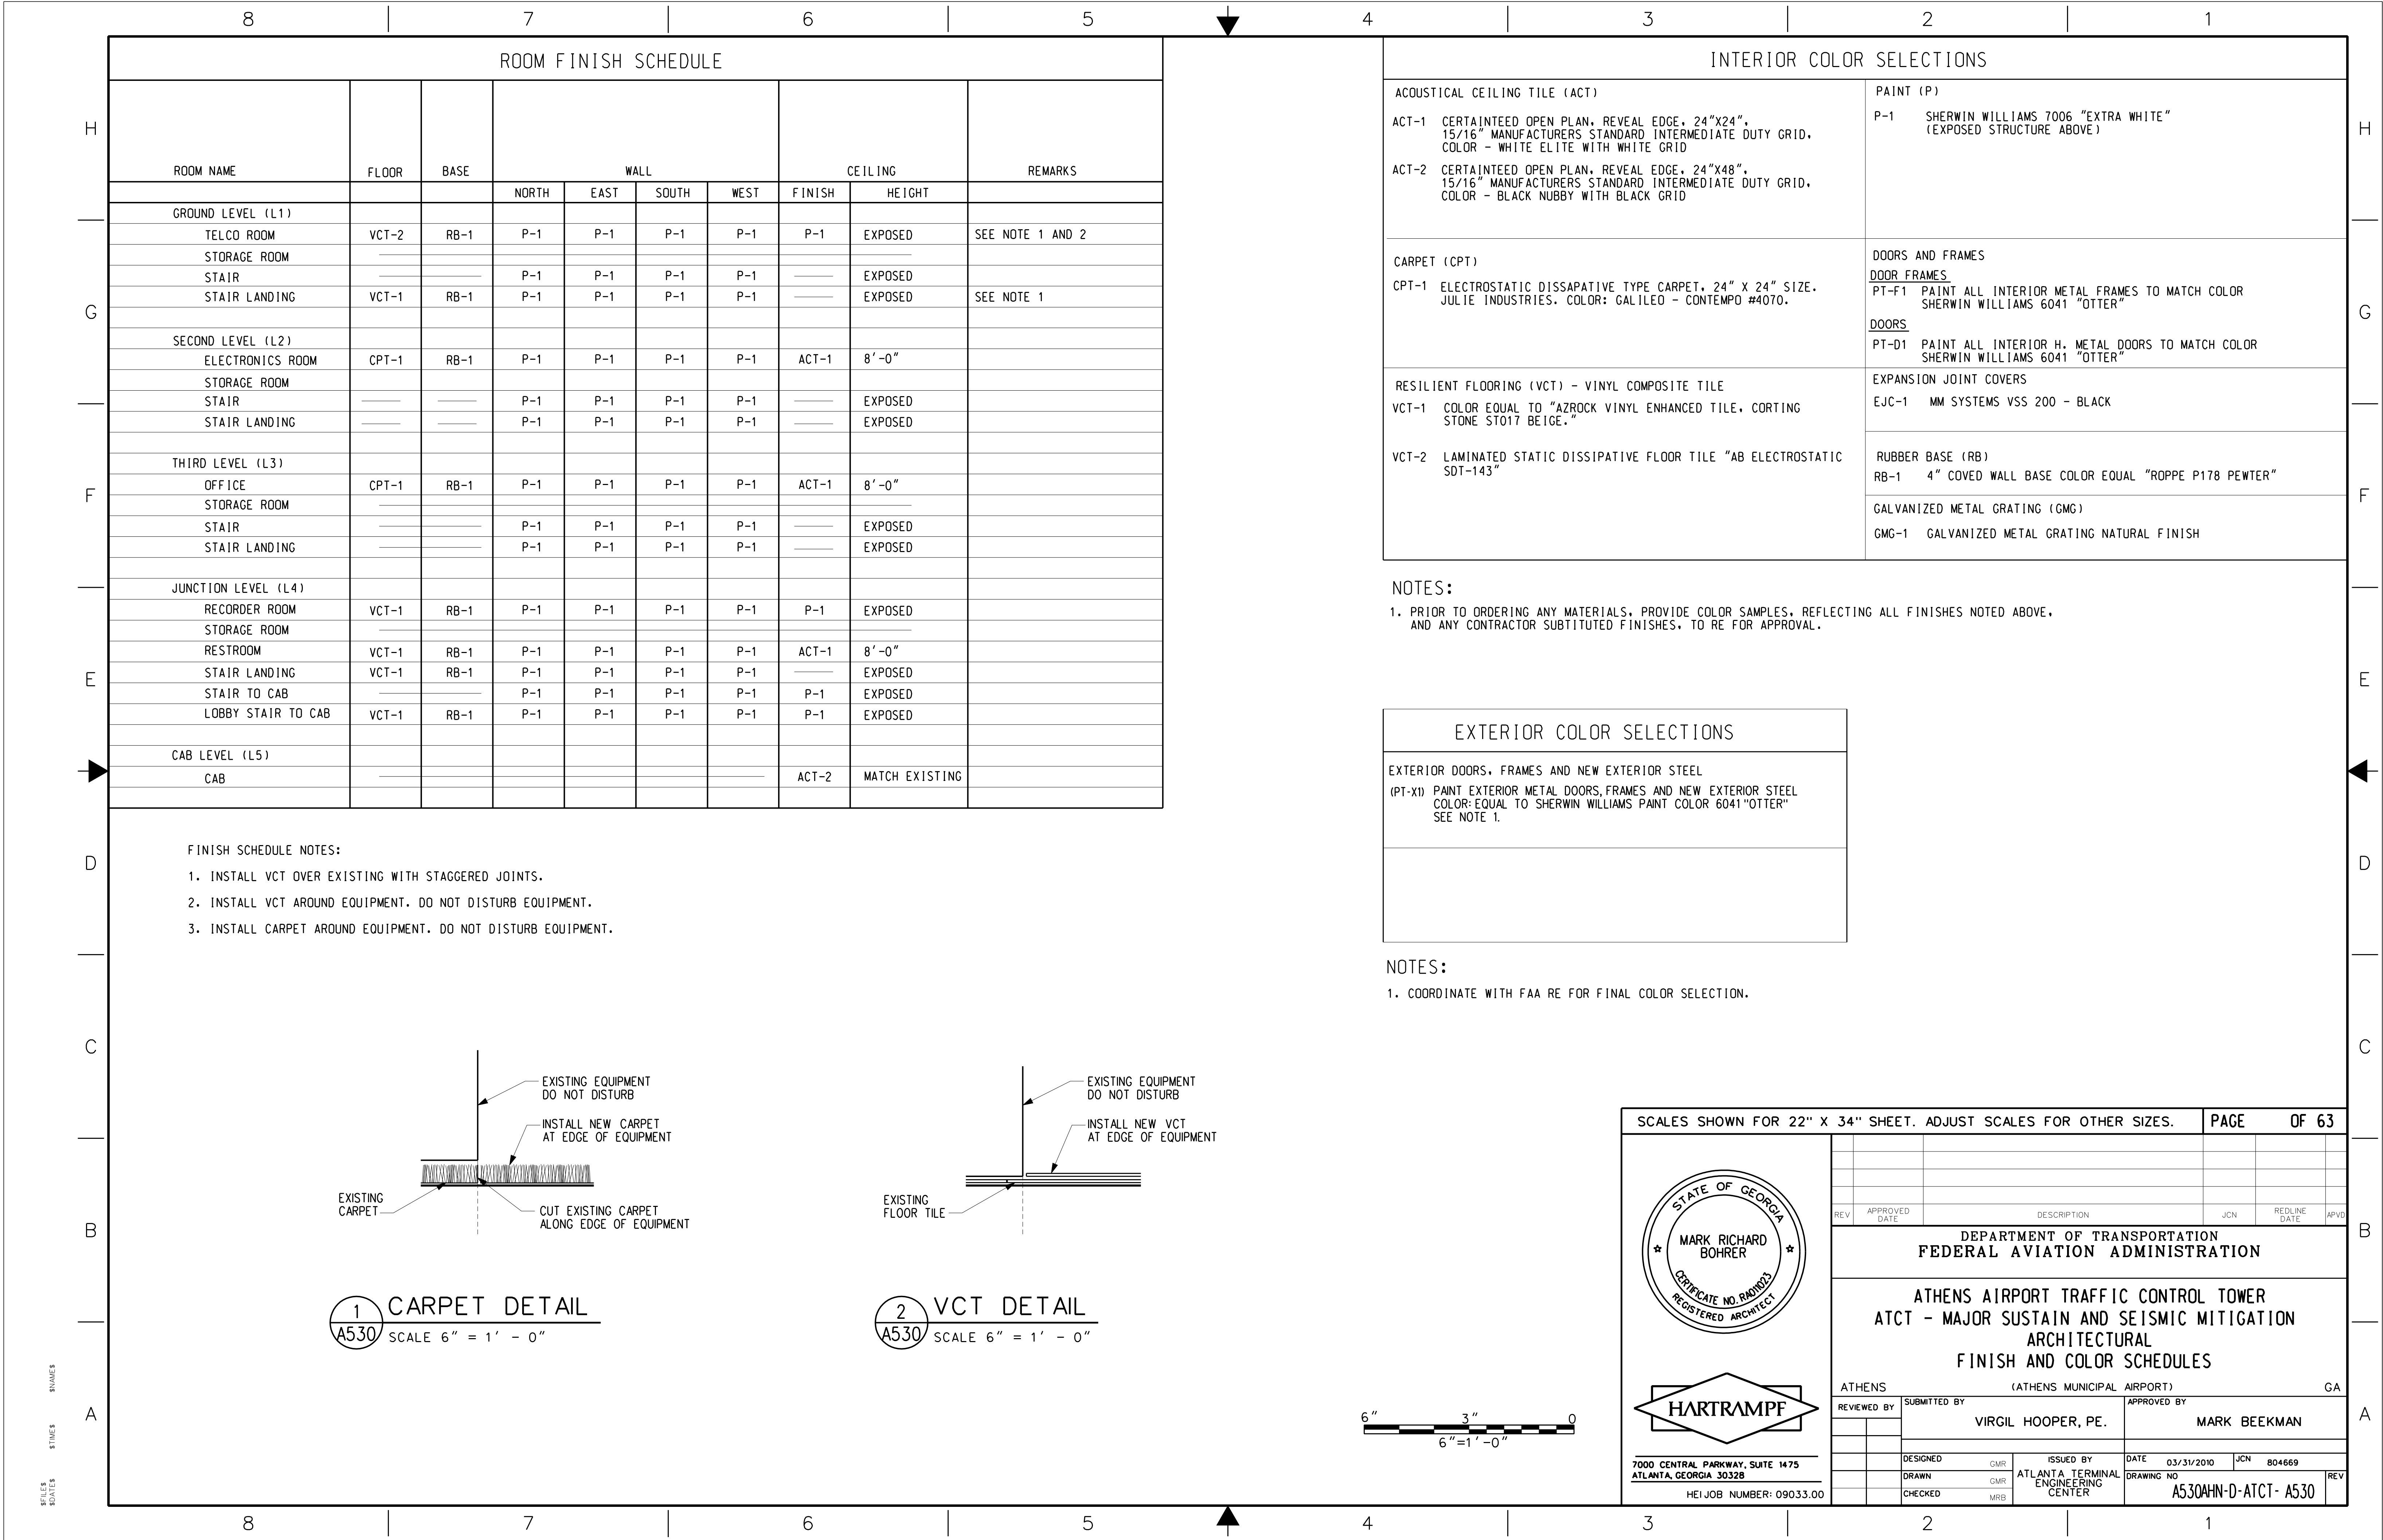 8 7 6 5 4 3 2 1
H
G
F
E
D
C
B
A
ROOM FINISH SCHEDULE
ROOM NAME FLOOR BASE WALL CEILING REMARKS
NORTH EAST SOUTH WEST FINISH HEIGHT
GROUND LEVEL (L1)
TELCO ROOM VCT-2 RB-1 P-1 P-1 P-1 P-1 P-1 EXPOSED SEE NOTE 1 AND 2
STORAGE ROOM
STAIR P-1 P-1 P-1 P-1 EXPOSED
STAIR LANDING VCT-1 RB-1 P-1 P-1 P-1 P-1 EXPOSED SEE NOTE 1
SECOND LEVEL (L2)
ELECTRONICS ROOM CPT-1 RB-1 P-1 P-1 P-1 P-1 ACT-1 8'-0"
STORAGE ROOM
STAIR P-1 P-1 P-1 P-1 EXPOSED
STAIR LANDING P-1 P-1 P-1 P-1 EXPOSED
THIRD LEVEL (L3)
OFFICE CPT-1 RB-1 P-1 P-1 P-1 P-1 ACT-1 8'-0"
STORAGE ROOM
STAIR P-1 P-1 P-1 P-1 EXPOSED
STAIR LANDING P-1 P-1 P-1 P-1 EXPOSED
JUNCTION LEVEL (L4)
RECORDER ROOM VCT-1 RB-1 P-1 P-1 P-1 P-1 P-1 EXPOSED
STORAGE ROOM
RESTROOM VCT-1 RB-1 P-1 P-1 P-1 P-1 ACT-1 8'-0"
STAIR LANDING VCT-1 RB-1 P-1 P-1 P-1 P-1 EXPOSED
STAIR TO CAB P-1 P-1 P-1 P-1 P-1 EXPOSED
LOBBY STAIR TO CAB VCT-1 RB-1 P-1 P-1 P-1 P-1 P-1 EXPOSED
CAB LEVEL (L5)
CAB ACT-2 MATCH EXISTING
FINISH SCHEDULE NOTES:
1. INSTALL VCT OVER EXISTING WITH STAGGERED JOINTS.
2. INSTALL VCT AROUND EQUIPMENT. DO NOT DISTURB EQUIPMENT.
3. INSTALL CARPET AROUND EQUIPMENT. DO NOT DISTURB EQUIPMENT.
EXISTING EQUIPMENT
DO NOT DISTURB
INSTALL NEW CARPET
AT EDGE OF EQUIPMENT
EXISTING
CARPET
CUT EXISTING CARPET
ALONG EDGE OF EQUIPMENT
1 CARPET DETAIL
A530 SCALE 6" = 1' - 0"
EXISTING EQUIPMENT
DO NOT DISTURB
INSTALL NEW VCT
AT EDGE OF EQUIPMENT
EXISTING
FLOOR TILE
2 VCT DETAIL
A530 SCALE 6" = 1' - 0"
INTERIOR COLOR SELECTIONS
ACOUSTICAL CEILING TILE (ACT)
ACT-1 CERTAINTEED OPEN PLAN, REVEAL EDGE, 24"X24",
15/16" MANUFACTURERS STANDARD INTERMEDIATE DUTY GRID,
COLOR - WHITE ELITE WITH WHITE GRID
ACT-2 CERTAINTEED OPEN PLAN, REVEAL EDGE, 24"X48",
15/16" MANUFACTURERS STANDARD INTERMEDIATE DUTY GRID,
COLOR - BLACK NUBBY WITH BLACK GRID
PAINT (P)
P-1 SHERWIN WILLIAMS 7006 "EXTRA WHITE"
(EXPOSED STRUCTURE ABOVE)
CARPET (CPT)
CPT-1 ELECTROSTATIC DISSAPATIVE TYPE CARPET, 24" X 24" SIZE.
JULIE INDUSTRIES. COLOR: GALILEO - CONTEMPO #4070.
DOORS AND FRAMES
DOOR FRAMES
PT-F1 PAINT ALL INTERIOR METAL FRAMES TO MATCH COLOR
SHERWIN WILLIAMS 6041 "OTTER"
DOORS
PT-D1 PAINT ALL INTERIOR H. METAL DOORS TO MATCH COLOR
SHERWIN WILLIAMS 6041 "OTTER"
RESILIENT FLOORING (VCT) - VINYL COMPOSITE TILE
VCT-1 COLOR EQUAL TO "AZROCK VINYL ENHANCED TILE, CORTING
STONE STO17 BEIGE."
VCT-2 LAMINATED STATIC DISSIPATIVE FLOOR TILE "AB ELECTROSTATIC
SDT-143"
EXPANSION JOINT COVERS
EJC-1 MM SYSTEMS VSS 200 - BLACK
RUBBER BASE (RB)
RB-1 4" COVED WALL BASE COLOR EQUAL "ROPPE P178 PEWTER"
GALVANIZED METAL GRATING (GMG)
GMG-1 GALVANIZED METAL GRATING NATURAL FINISH
NOTES:
1. PRIOR TO ORDERING ANY MATERIALS, PROVIDE COLOR SAMPLES, REFLECTING ALL FINISHES NOTED ABOVE,
AND ANY CONTRACTOR SUBTITUTED FINISHES, TO RE FOR APPROVAL.
EXTERIOR COLOR SELECTIONS
EXTERIOR DOORS, FRAMES AND NEW EXTERIOR STEEL
(PT-X1) PAINT EXTERIOR METAL DOORS, FRAMES AND NEW EXTERIOR STEEL
COLOR: EQUAL TO SHERWIN WILLIAMS PAINT COLOR 6041 "OTTER"
SEE NOTE 1.
NOTES:
1. COORDINATE WITH FAA RE FOR FINAL COLOR SELECTION.
6" 3" 0
6"=1'-0"
SCALES SHOWN FOR 22" X 34" SHEET. ADJUST SCALES FOR OTHER SIZES. PAGE OF 63
STATE OF GEORGIA
MARK RICHARD
BOHRER
CERTIFICATE NO. RA011023
REGISTERED ARCHITECT
HARTRAMPF
7000 CENTRAL PARKWAY, SUITE 1475
ATLANTA, GEORGIA 30328
HEI JOB NUMBER: 09033.00
REV APPROVED DATE DESCRIPTION JCN REDLINE DATE APVD
DEPARTMENT OF TRANSPORTATION
FEDERAL AVIATION ADMINISTRATION
ATHENS AIRPORT TRAFFIC CONTROL TOWER
ATCT - MAJOR SUSTAIN AND SEISMIC MITIGATION
ARCHITECTURAL
FINISH AND COLOR SCHEDULES
ATHENS (ATHENS MUNICIPAL AIRPORT) GA
REVIEWED BY SUBMITTED BY APPROVED BY
VIRGIL HOOPER, PE. MARK BEEKMAN
DESIGNED GMR ISSUED BY DATE 03/31/2010 JCN 804669
DRAWN GMR ATLANTA TERMINAL ENGINEERING CENTER DRAWING NO REV
CHECKED MRB A530AHN-D-ATCT- A530
$FILE$
$DATE$ $TIME$ $NAME$
8 7 6 5 4 3 2 1
H
G
F
E
D
C
B
A